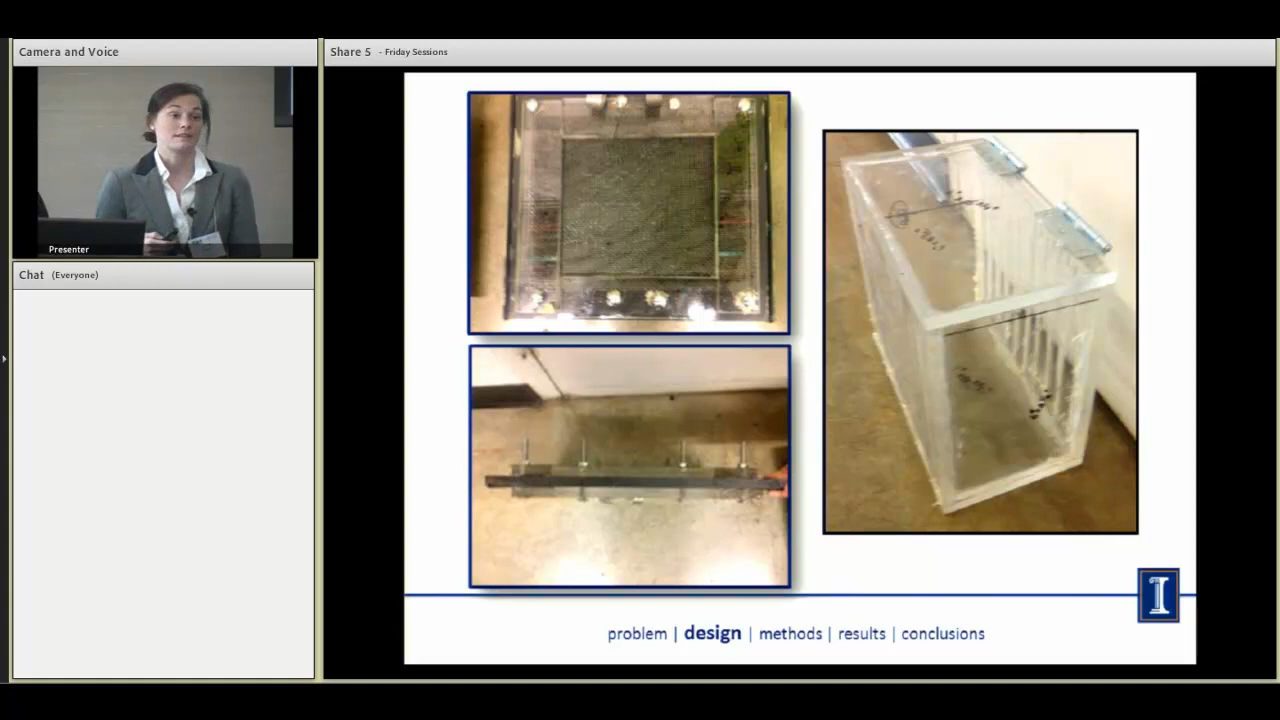 Camera and Voice
Share 5 - Friday Sessions
Presenter
Chat (Everyone)
I
problem | design | methods | results | conclusions